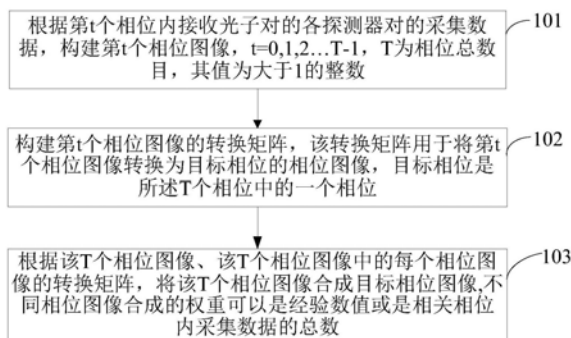 根据第t个相位内接收光子对的各探测器对的采集数
据，构建第t个相位图像，t=0,1,2…T-1，T为相位总数
目，其值为大于1的整数
101
构建第t个相位图像的转换矩阵，该转换矩阵用于将第t
个相位图像转换为目标相位的相位图像，目标相位是
所述T个相位中的一个相位
102
根据该T个相位图像、该T个相位图像中的每个相位图
像的转换矩阵，将该T个相位图像合成目标相位图像,不
同相位图像合成的权重可以是经验数值或是相关相位
内采集数据的总数
103